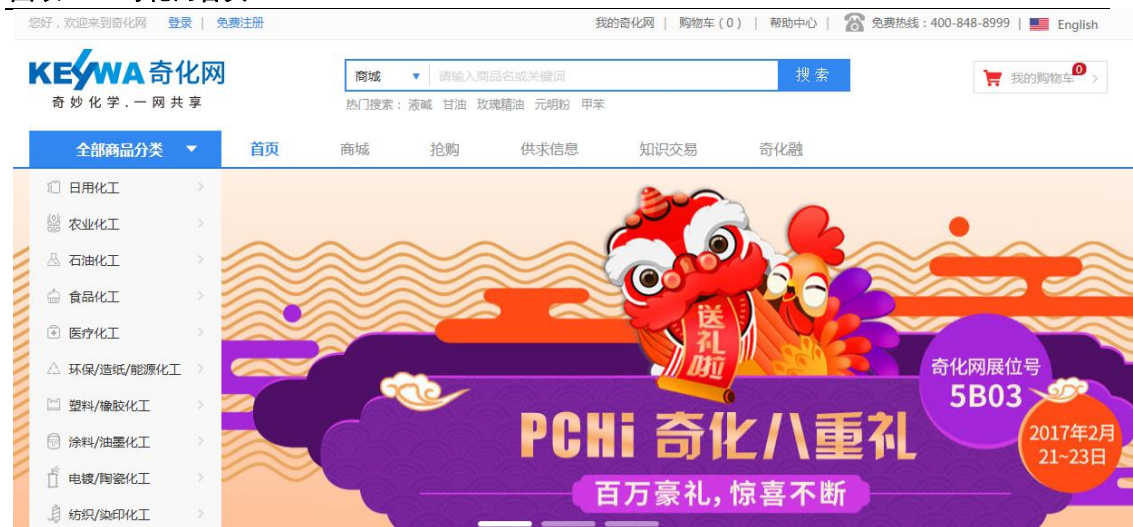 您好，欢迎来到奇化网 登录 | 免费注册 我的奇化网 | 购物车(0) | 帮助中心 | 免费热线：400-848-8999 | English
KEYWA 奇化网
奇妙化学.一网共享
商城 ▼ 请输入商品名或关键词 搜索
我的购物车 0
热门搜索： 液碱 甘油 玫瑰精油 元明粉 甲苯
全部商品分类 首页 商城 抢购 供求信息 知识交易 奇化融
日用化工
农业化工
石油化工
食品化工
医疗化工
环保/造纸/能源化工
塑料/橡胶化工
涂料/油墨化工
电镀/陶瓷化工
纺织/染印化工
送礼啦
奇化网展位号
5B03
2017年2月
21~23日
PCHi 奇化八重礼
百万豪礼，惊喜不断